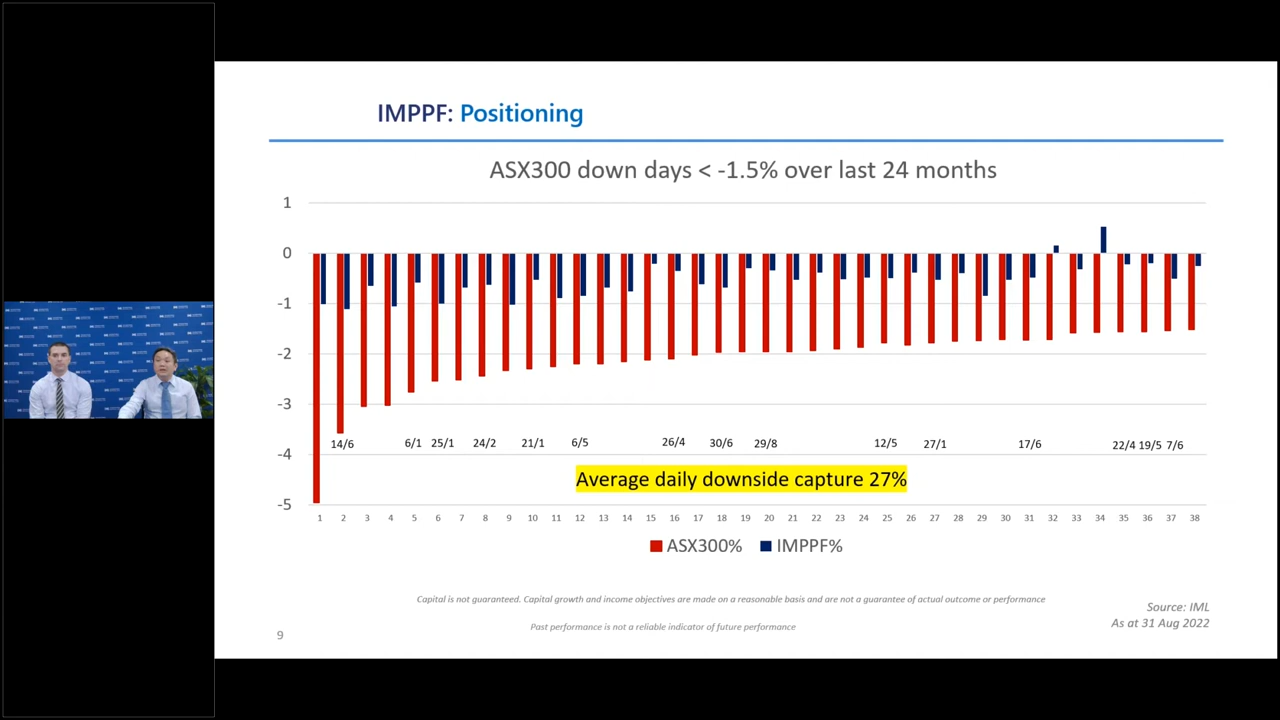 IMPPF: Positioning
ASX300 down days < -1.5% over last 24 months
1
0
-1
-2
-3
-4
-5
14/6 6/1 25/1 24/2 21/1 6/5 26/4 30/6 29/8 12/5 27/1 17/6 22/4 19/5 7/6
Average daily downside capture 27%
1 2 3 4 5 6 7 8 9 10 11 12 13 14 15 16 17 18 19 20 21 22 23 24 25 26 27 28 29 30 31 32 33 34 35 36 37 38
ASX300% IMPPF%
Capital is not guaranteed. Capital growth and income objectives are made on a reasonable basis and are not a guarantee of actual outcome or performance
Past performance is not a reliable indicator of future performance
Source: IML
As at 31 Aug 2022
9